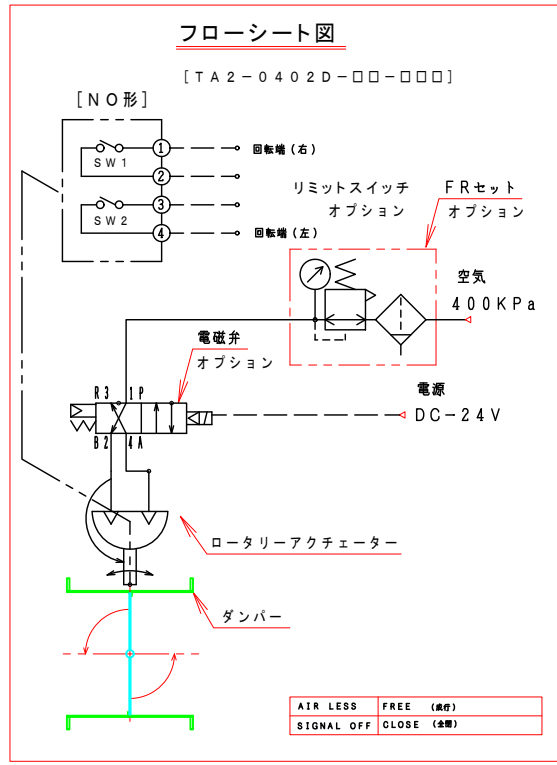 フローシート図
[TA2-0402D-□□-□□□]
[NO形]
1
SW1
2
3
SW2
4
回転端(右)
回転端(左)
リミットスイッチ
オプション
FRセット
オプション
空気
400KPa
電磁弁
オプション
R3 1P
B2 4A
電源
DC-24V
ロータリーアクチェーター
ダンパー
AIR LESS FREE (成行)
SIGNAL OFF CLOSE (全閉)